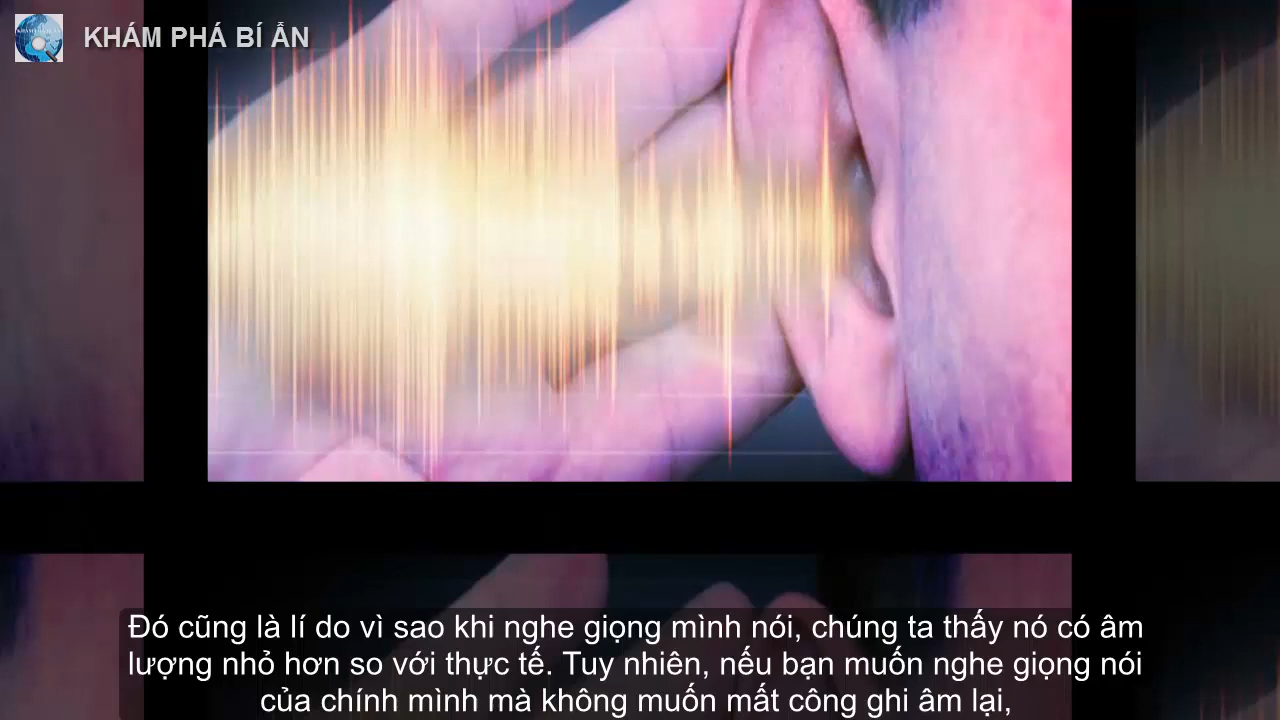 KHÁM PHÁ BÍ ẨN
Đó cũng là lí do vì sao khi nghe giọng mình nói, chúng ta thấy nó có âm
lượng nhỏ hơn so với thực tế. Tuy nhiên, nếu bạn muốn nghe giọng nói
của chính mình mà không muốn mất công ghi âm lại,